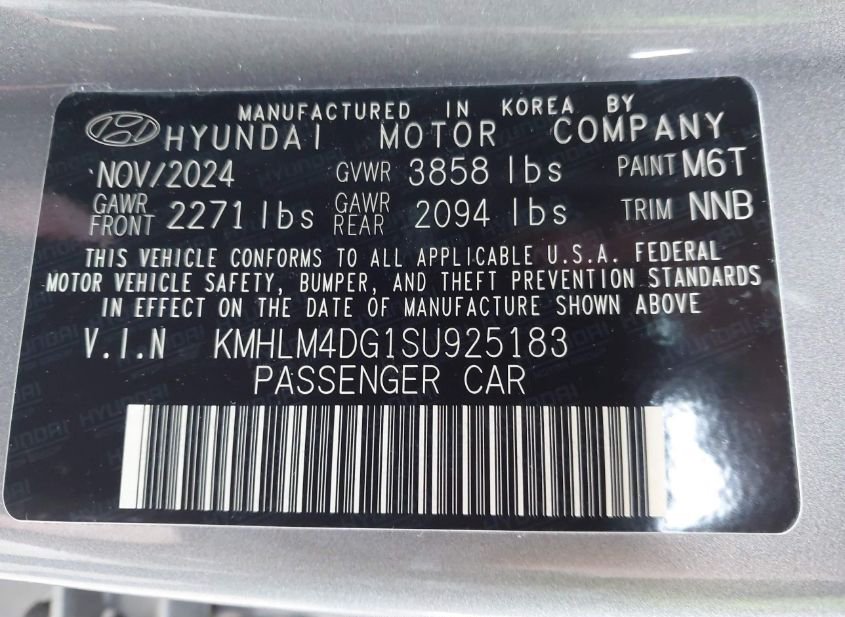 MANUFACTURED IN KOREA BY
HYUNDAI MOTOR COMPANY
NOV/2024 GVWR 3858 lbs PAINT M6T
GAWR FRONT 2271 lbs GAWR REAR 2094 lbs TRIM NNB
THIS VEHICLE CONFORMS TO ALL APPLICABLE U.S.A. FEDERAL
MOTOR VEHICLE SAFETY, BUMPER, AND THEFT PREVENTION STANDARDS
IN EFFECT ON THE DATE OF MANUFACTURE SHOWN ABOVE
V.I.N KMHLM4DG1SU925183
PASSENGER CAR